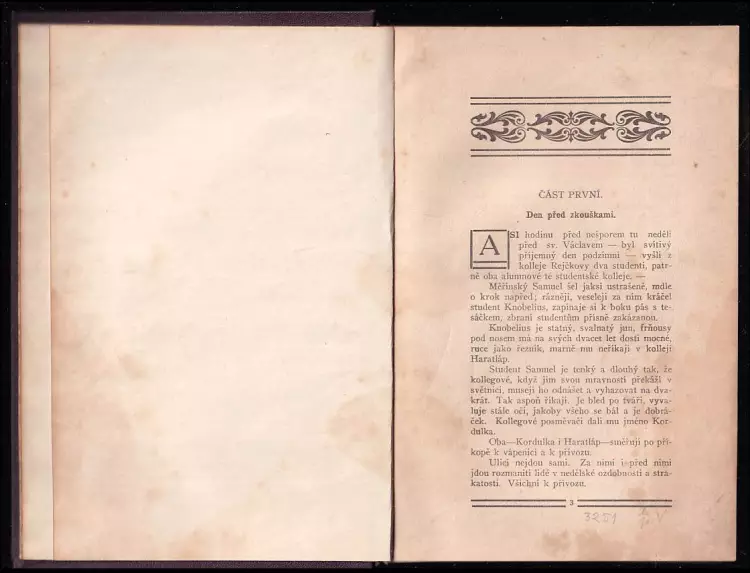 ČÁST PRVNÍ.
Den před zkouškami.
ASI hodinu před nešporem tu neděli
před sv. Václavem — byl svítivý
příjemný den podzimní — vyšli z
kolleje Rejčkovy dva studenti, patr-
ně oba alumnové té studentské kolleje. —
Měřínský Samuel šel jaksi ustrašeně, mdle
o krok napřed; rázněji, veseleji za ním kráčel
student Knobelius, zapínaje si k boku pás s te-
sáčkem, zbraní studentům přísně zakázanou.
Knobelius je statný, svalnatý jun, frňousy
pod nosem má na svých dvacet let dosti mocné,
ruce jako řezník, marně mu neříkají v kolleji
Haratláp.
Student Samuel je tenký a dlouhý tak, že
kollegové, když jim svou mravností překáží v
světnici, musejí ho odnášet a vyhazovat na dva-
krát. Tak aspoň říkají. Je bled po tváři, vyva-
luje stále oči, jakoby všeho se bál a je dobrá-
ček. Kollegové posměváči dali mu jméno Kor-
dulka.
Oba—Kordulka i Haratláp—směřují po pří-
kopě k vápenici a k přívozu.
Ulicí nejdou sami. Za nimi i před nimi
jdou rozmanití lidé v nedělské ozdobnosti a stra-
katosti. Všichni k přívozu.
3
3251